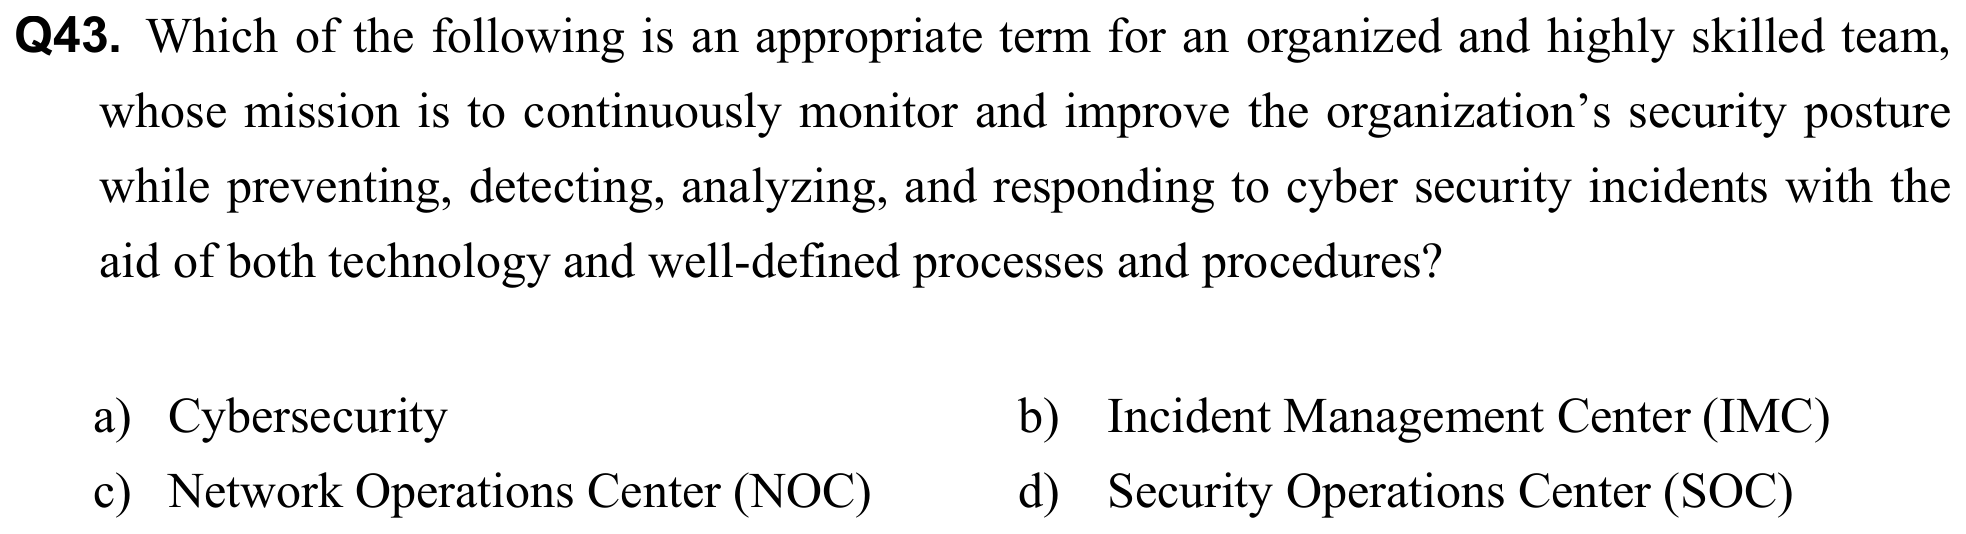 Q43. Which of the following is an appropriate term for an organized and highly skilled team,
whose mission is to continuously monitor and improve the organization’s security posture
while preventing, detecting, analyzing, and responding to cyber security incidents with the
aid of both technology and well-defined processes and procedures?
a) Cybersecurity b) Incident Management Center (IMC)
c) Network Operations Center (NOC) d) Security Operations Center (SOC)